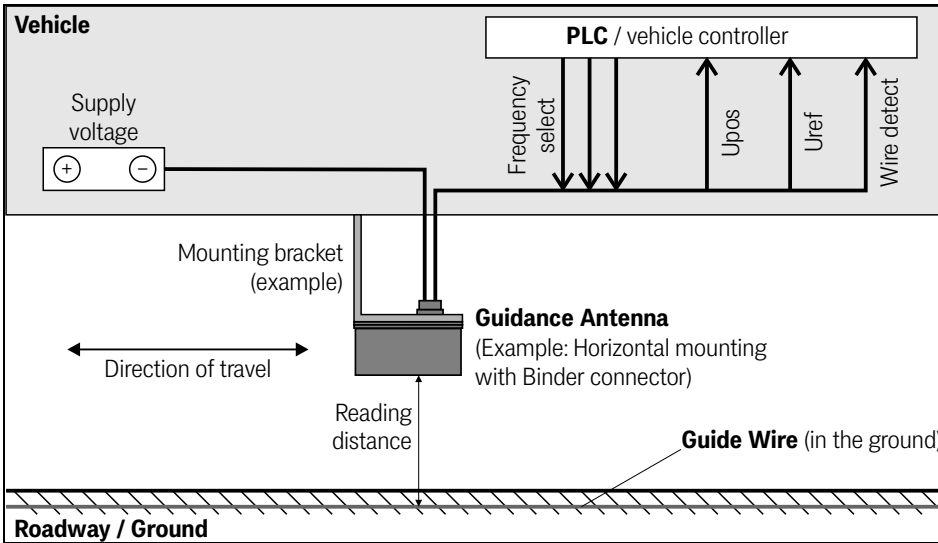 Vehicle
PLC / vehicle controller
Supply
voltage
+
−
Frequency
select
Upos
Uref
Wire detect
Mounting bracket
(example)
Guidance Antenna
(Example: Horizontal mounting
with Binder connector)
Direction of travel
Reading
distance
Guide Wire (in the ground)
Roadway / Ground